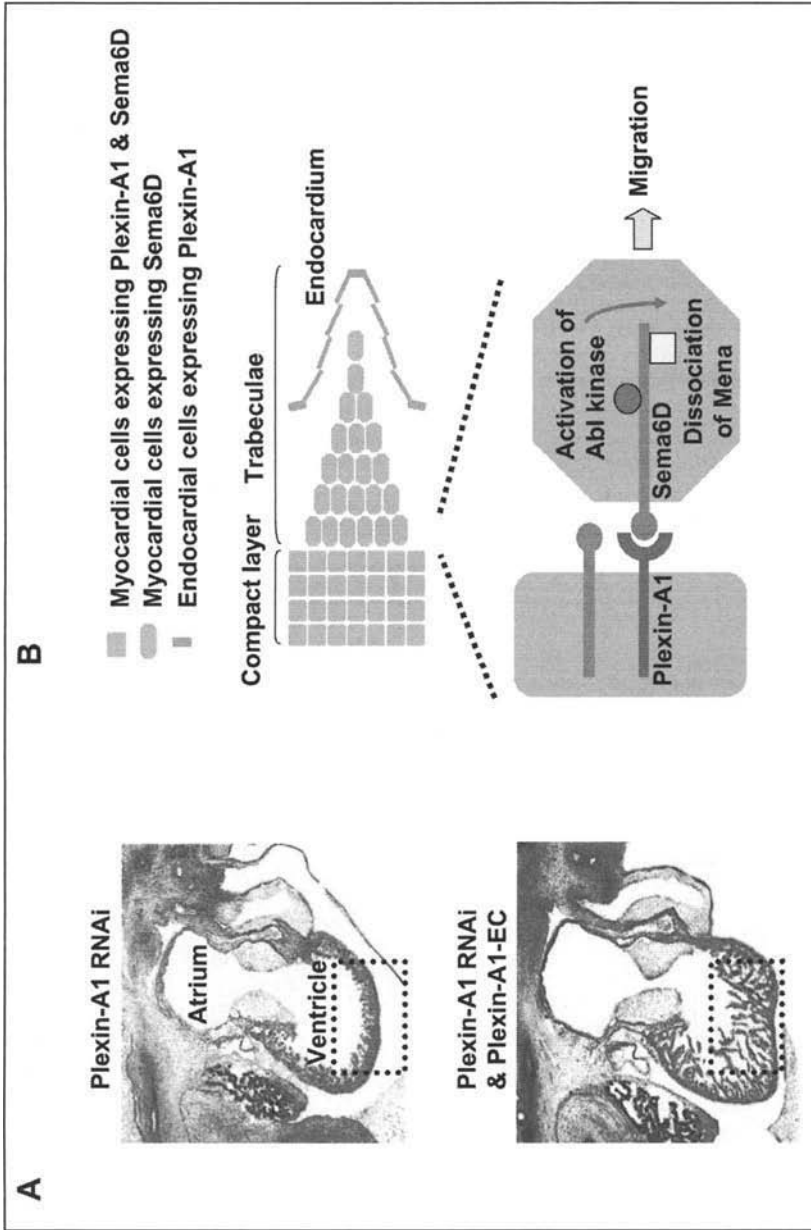 A
Plexin-A1 RNAi
Atrium
Ventricle
Plexin-A1 RNAi
& Plexin-A1-EC
B
Myocardial cells expressing Plexin-A1 & Sema6D
Myocardial cells expressing Sema6D
Endocardial cells expressing Plexin-A1
Compact layer
Trabeculae
Endocardium
Plexin-A1
Activation of
Abl kinase
Sema6D
Dissociation
of Mena
Migration